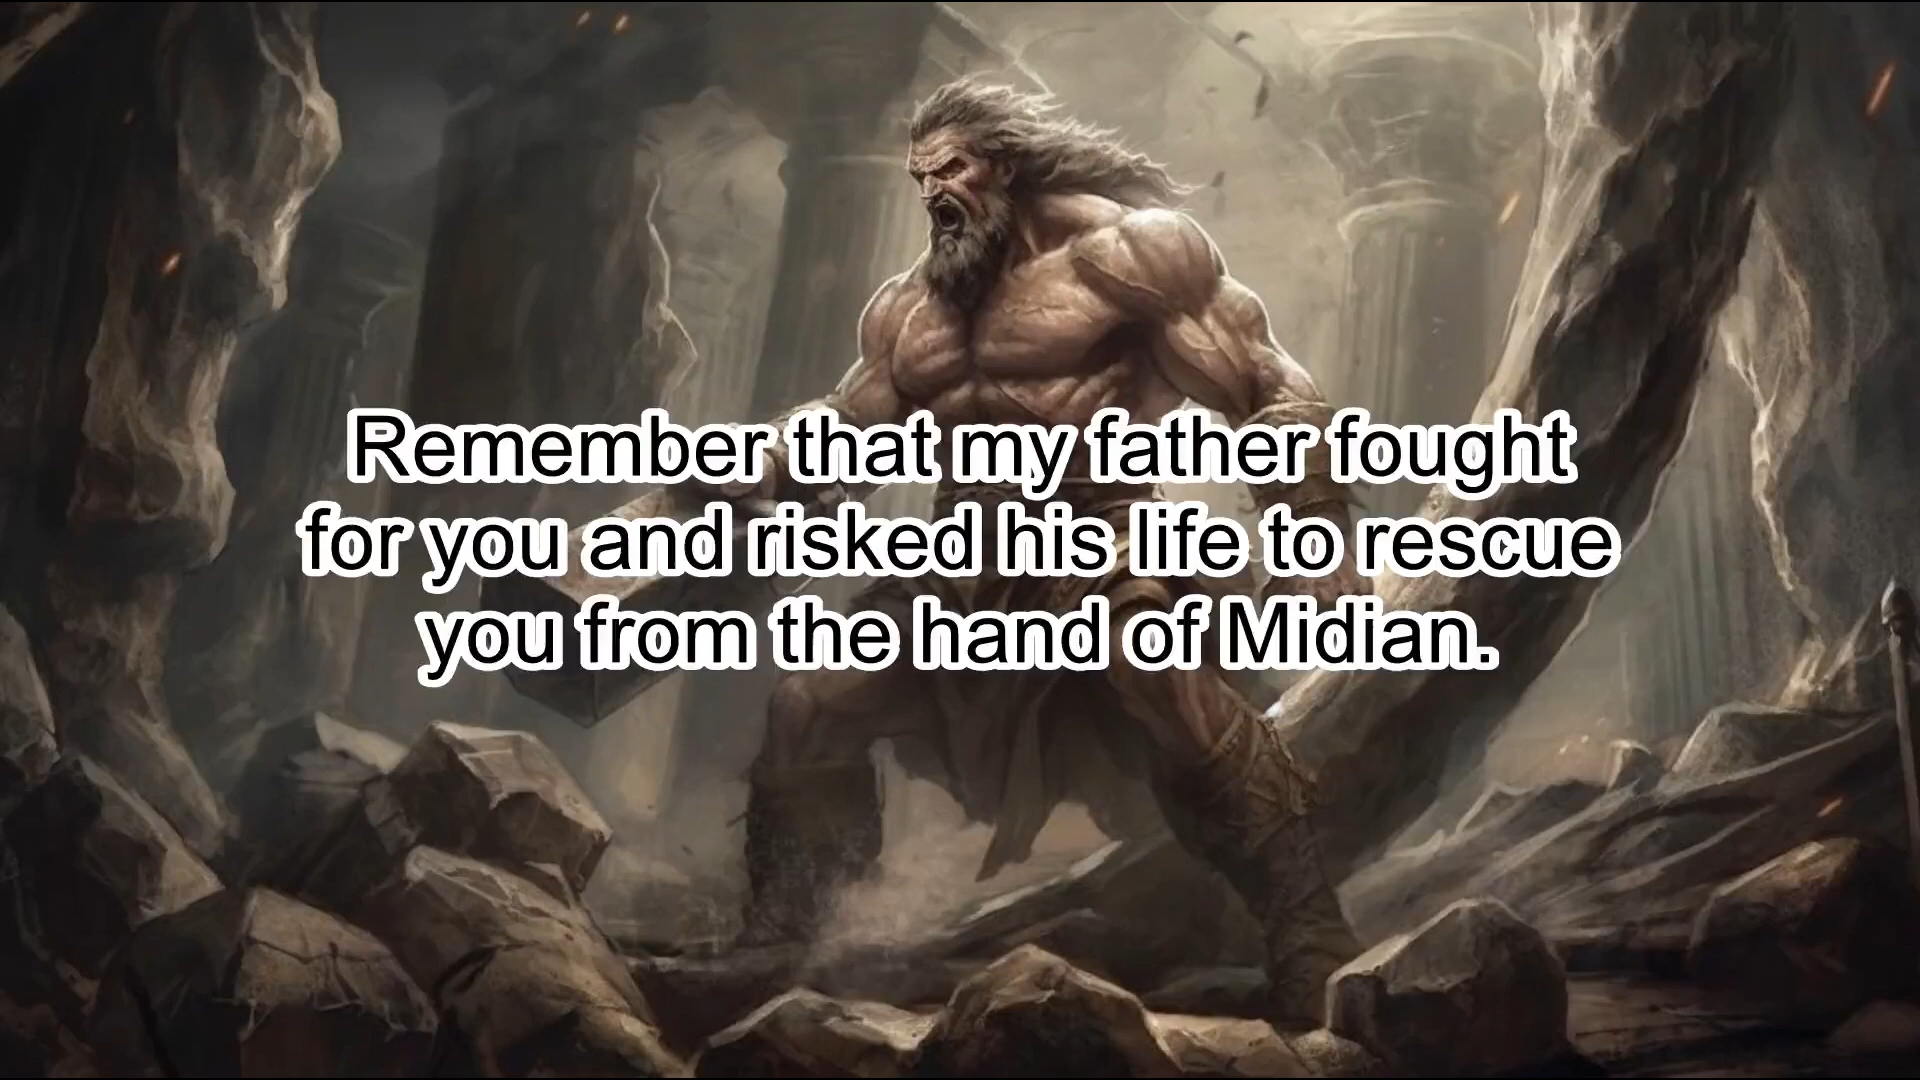 Remember that my father fought
for you and risked his life to rescue
you from the hand of Midian.